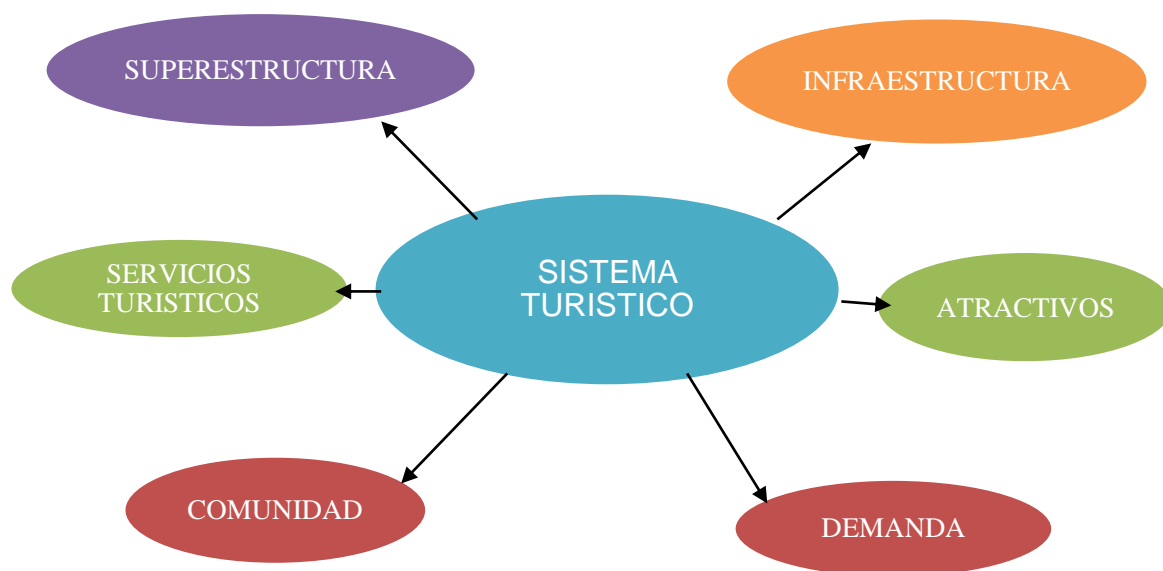 SUPERESTRUCTURA
INFRAESTRUCTURA
SISTEMA
TURISTICO
SERVICIOS
TURISTICOS
ATRACTIVOS
COMUNIDAD
DEMANDA